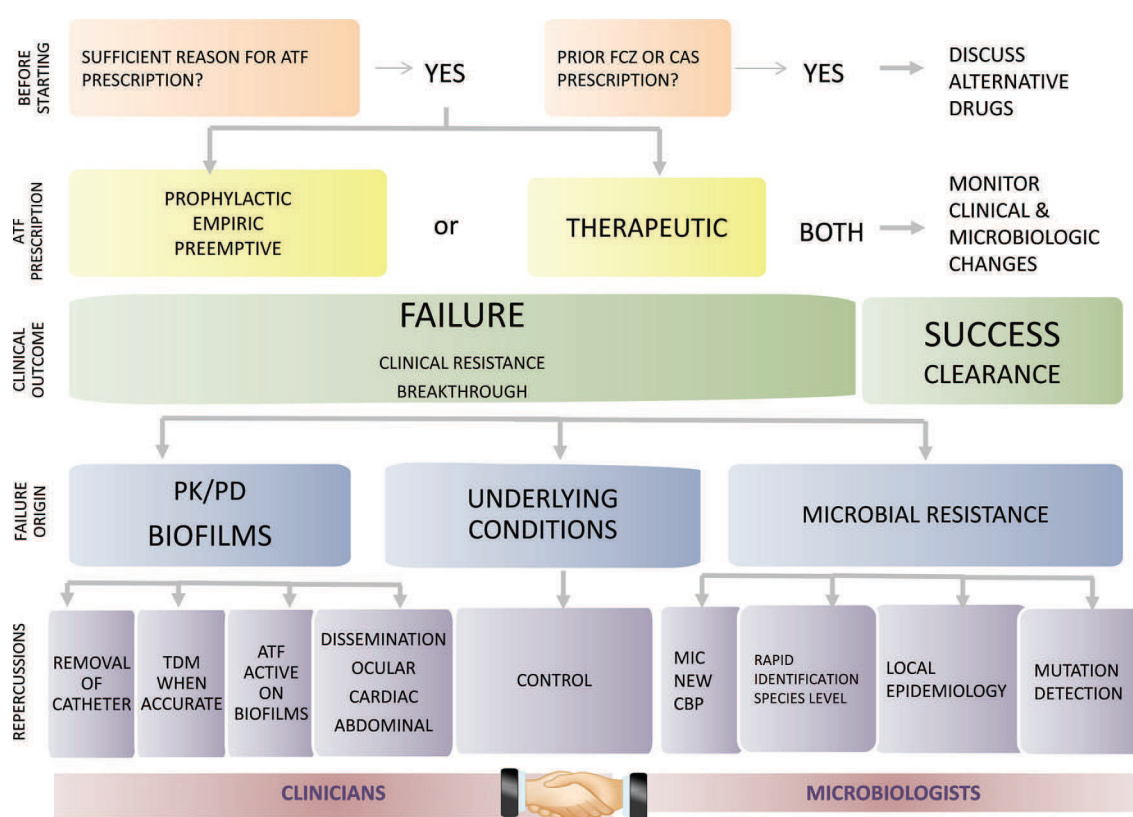 BEFORE
STARTING
SUFFICIENT REASON FOR ATF
PRESCRIPTION?
YES
PRIOR FCZ OR CAS
PRESCRIPTION?
YES
DISCUSS
ALTERNATIVE
DRUGS
ATF
PRESCRIPTION
PROPHYLACTIC
EMPIRIC
PREEMPTIVE
or
THERAPEUTIC
BOTH
MONITOR
CLINICAL &
MICROBIOLOGIC
CHANGES
CLINICAL
OUTCOME
FAILURE
CLINICAL RESISTANCE
BREAKTHROUGH
SUCCESS
CLEARANCE
FAILURE
ORIGIN
PK/PD
BIOFILMS
UNDERLYING
CONDITIONS
MICROBIAL RESISTANCE
REPERCUSSIONS
REMOVAL
OF
CATHETER
TDM
WHEN
ACCURATE
ATF
ACTIVE
ON
BIOFILMS
DISSEMINATION
OCULAR
CARDIAC
ABDOMINAL
CONTROL
MIC
NEW
CBP
RAPID
IDENTIFICATION
SPECIES LEVEL
LOCAL
EPIDEMIOLOGY
MUTATION
DETECTION
CLINICIANS
MICROBIOLOGISTS